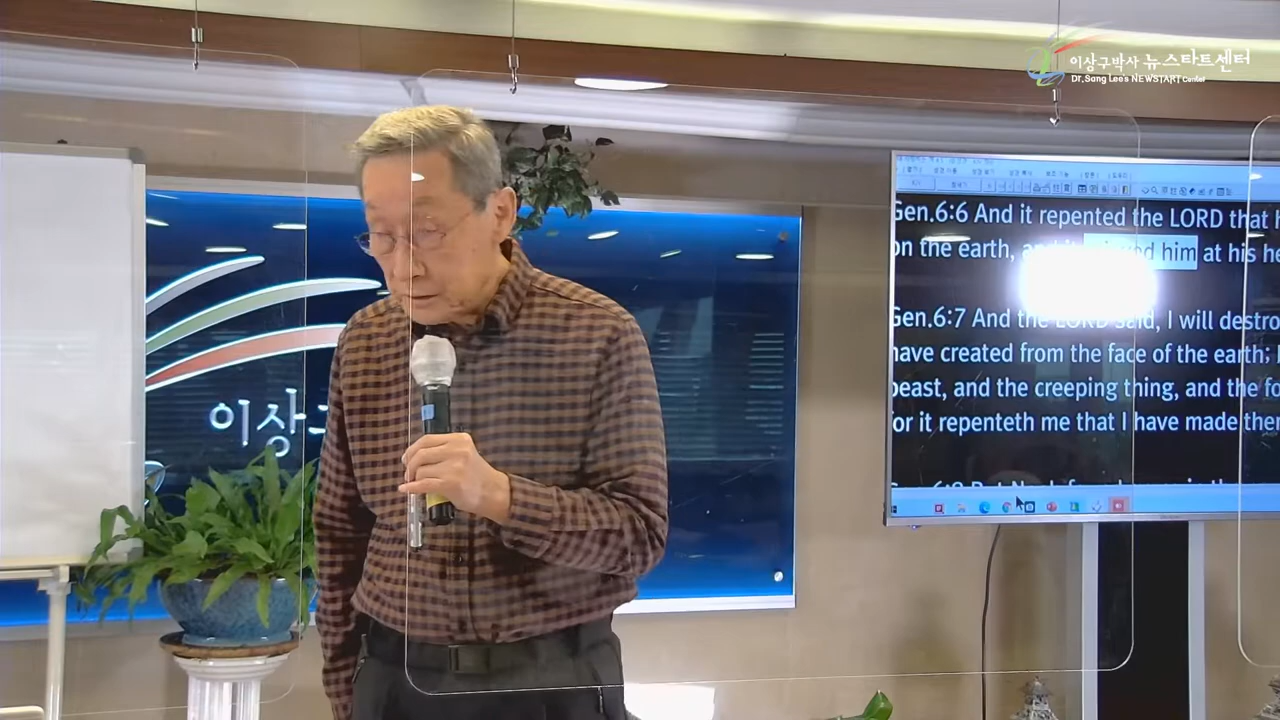 이상구박사 뉴스타트센터
Dr. Sang Lee's NEWSTART Center
이상구
Gen.6:6 And it repented the LORD that h
on the earth, and it grieved him at his he
Gen.6:7 And the LORD said, I will destro
have created from the face of the earth;
beast, and the creeping thing, and the fo
for it repenteth me that I have made them